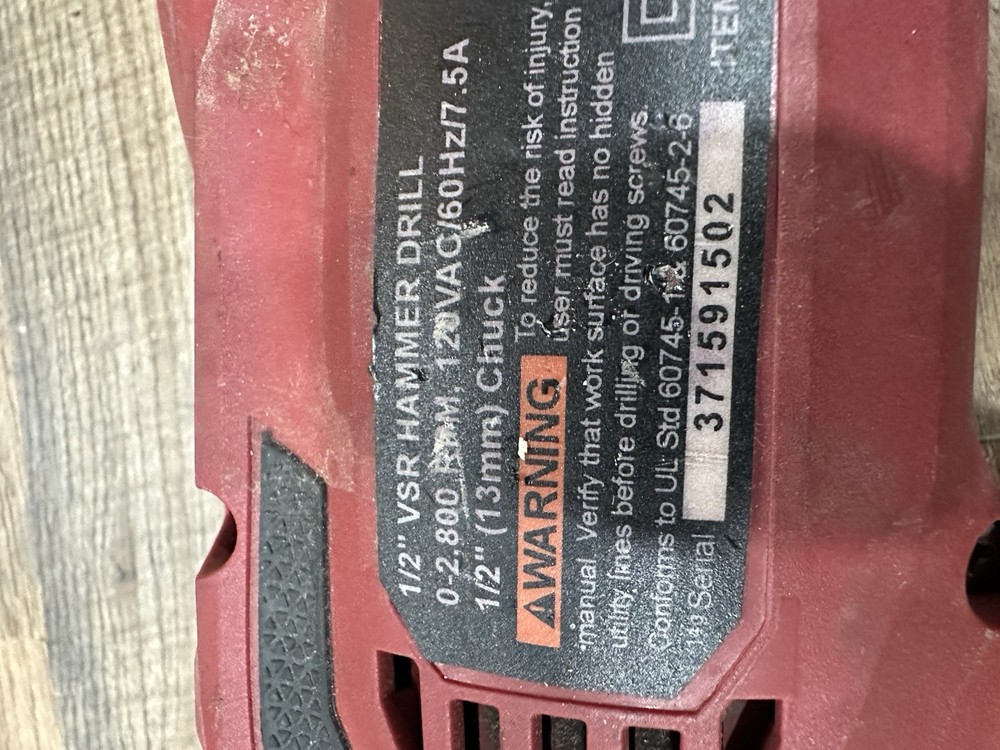 1/2" VSR HAMMER DRILL
0-2,800 RPM, 120VAC/60Hz/7.5A
1/2" (13mm) Chuck
⚠WARNING To reduce the risk of injury,
user must read instruction
manual. Verify that work surface has no hidden
utility lines before drilling or driving screws.
Conforms to UL Std 60745-1 & 60745-2-6
Serial 371591502
ITEM